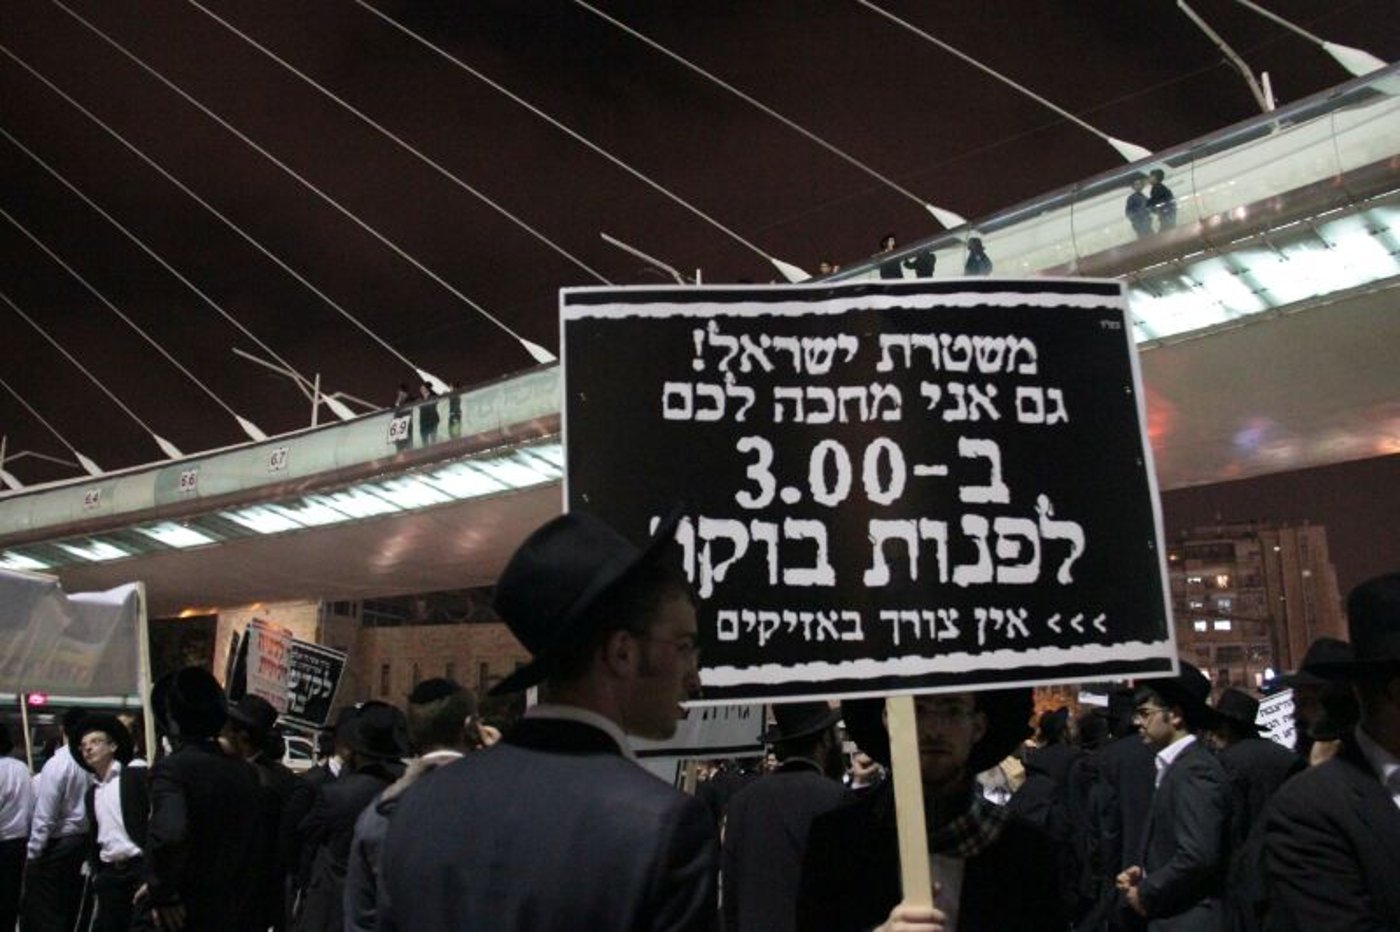 משטרת ישראל!
גם אני מחכה לכם
ב-3.00
לפנות בוקר
>>> אין צורך באזיקים
6.4
6.6
6.7
6.9